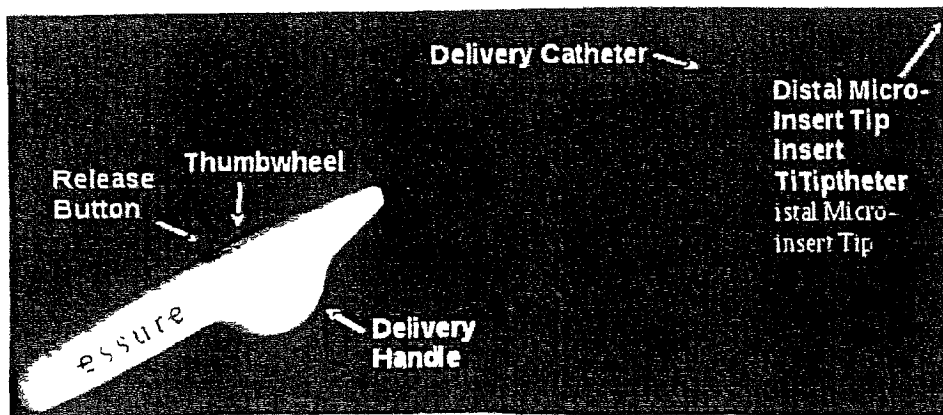 Delivery Catheter
Distal Micro-
Insert Tip
Insert
TiTiptheter
istal Micro-
insert Tip
Thumbwheel
Release
Button
essure
Delivery
Handle